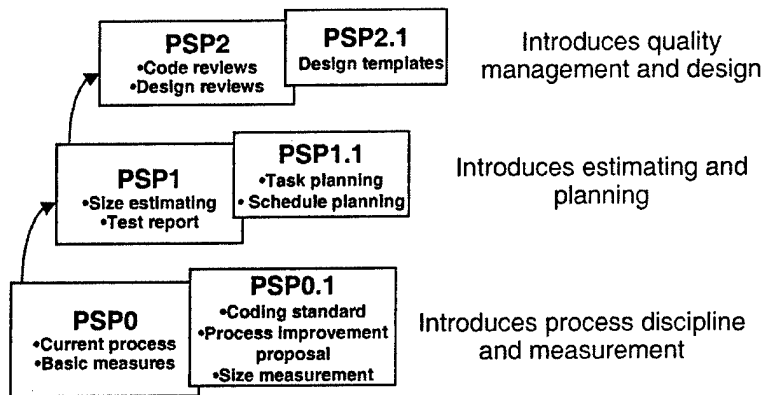 PSP2
•Code reviews
•Design reviews
PSP2.1
Design templates
Introduces quality
management and design
PSP1
•Size estimating
•Test report
PSP1.1
•Task planning
• Schedule planning
Introduces estimating and
planning
PSP0
•Current process
•Basic measures
PSP0.1
•Coding standard
•Process improvement
proposal
•Size measurement
Introduces process discipline
and measurement